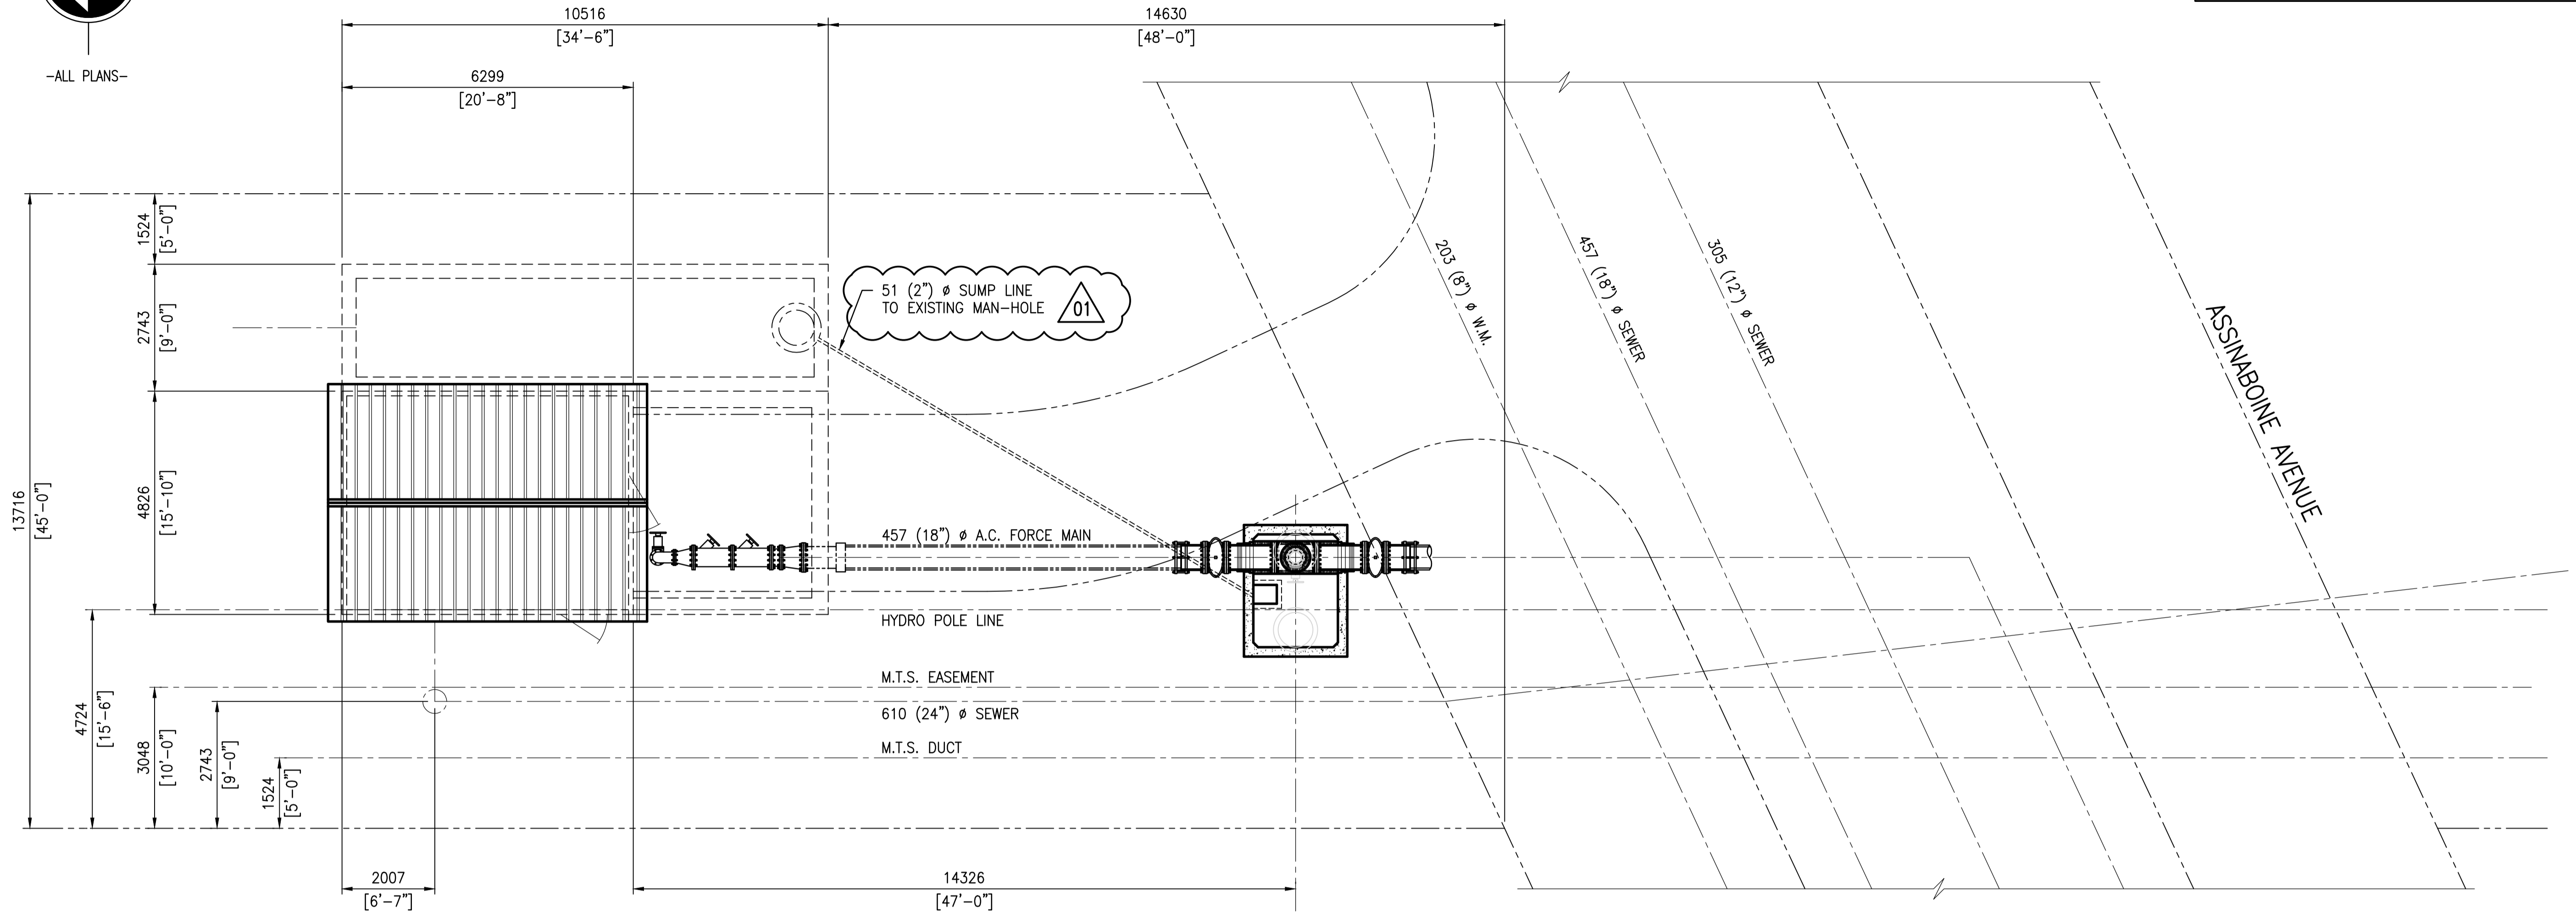 10516
[34'-6"]
14630
[48'-0"]
-ALL PLANS-
6299
[20'-8"]
1524
[5'-0"]
2743
[9'-0"]
4826
[15'-10"]
13716
[45'-0"]
51 (2") ø SUMP LINE
TO EXISTING MAN-HOLE
01
203 (8") ø W.M.
457 (18") ø SEWER
305 (12") ø SEWER
ASSINABOINE AVENUE
457 (18") ø A.C. FORCE MAIN
HYDRO POLE LINE
M.T.S. EASEMENT
610 (24") ø SEWER
M.T.S. DUCT
4724
[15'-6"]
3048
[10'-0"]
2743
[9'-0"]
1524
[5'-0"]
2007
[6'-7"]
14326
[47'-0"]